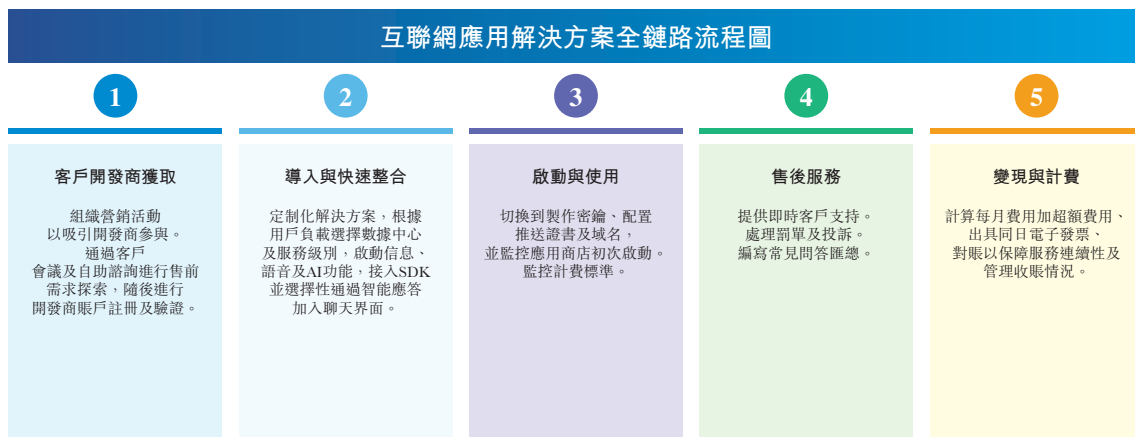 互聯網應用解決方案全鏈路流程圖
1
客戶開發商獲取
組織營銷活動
以吸引開發商參與。
通過客戶
會議及自助諮詢進行售前
需求探索，隨後進行
開發商賬戶註冊及驗證。
2
導入與快速整合
定制化解決方案，根據
用戶負載選擇數據中心
及服務級別，啟動信息、
語音及AI功能，接入SDK
並選擇性通過智能應答
加入聊天界面。
3
啟動與使用
切換到製作密鑰、配置
推送證書及域名，
並監控應用商店初次啟動。
監控計費標準。
4
售後服務
提供即時客戶支持。
處理罰單及投訴。
編寫常見問答匯總。
5
變現與計費
計算每月費用加超額費用、
出具同日電子發票、
對賬以保障服務連續性及
管理收賬情況。